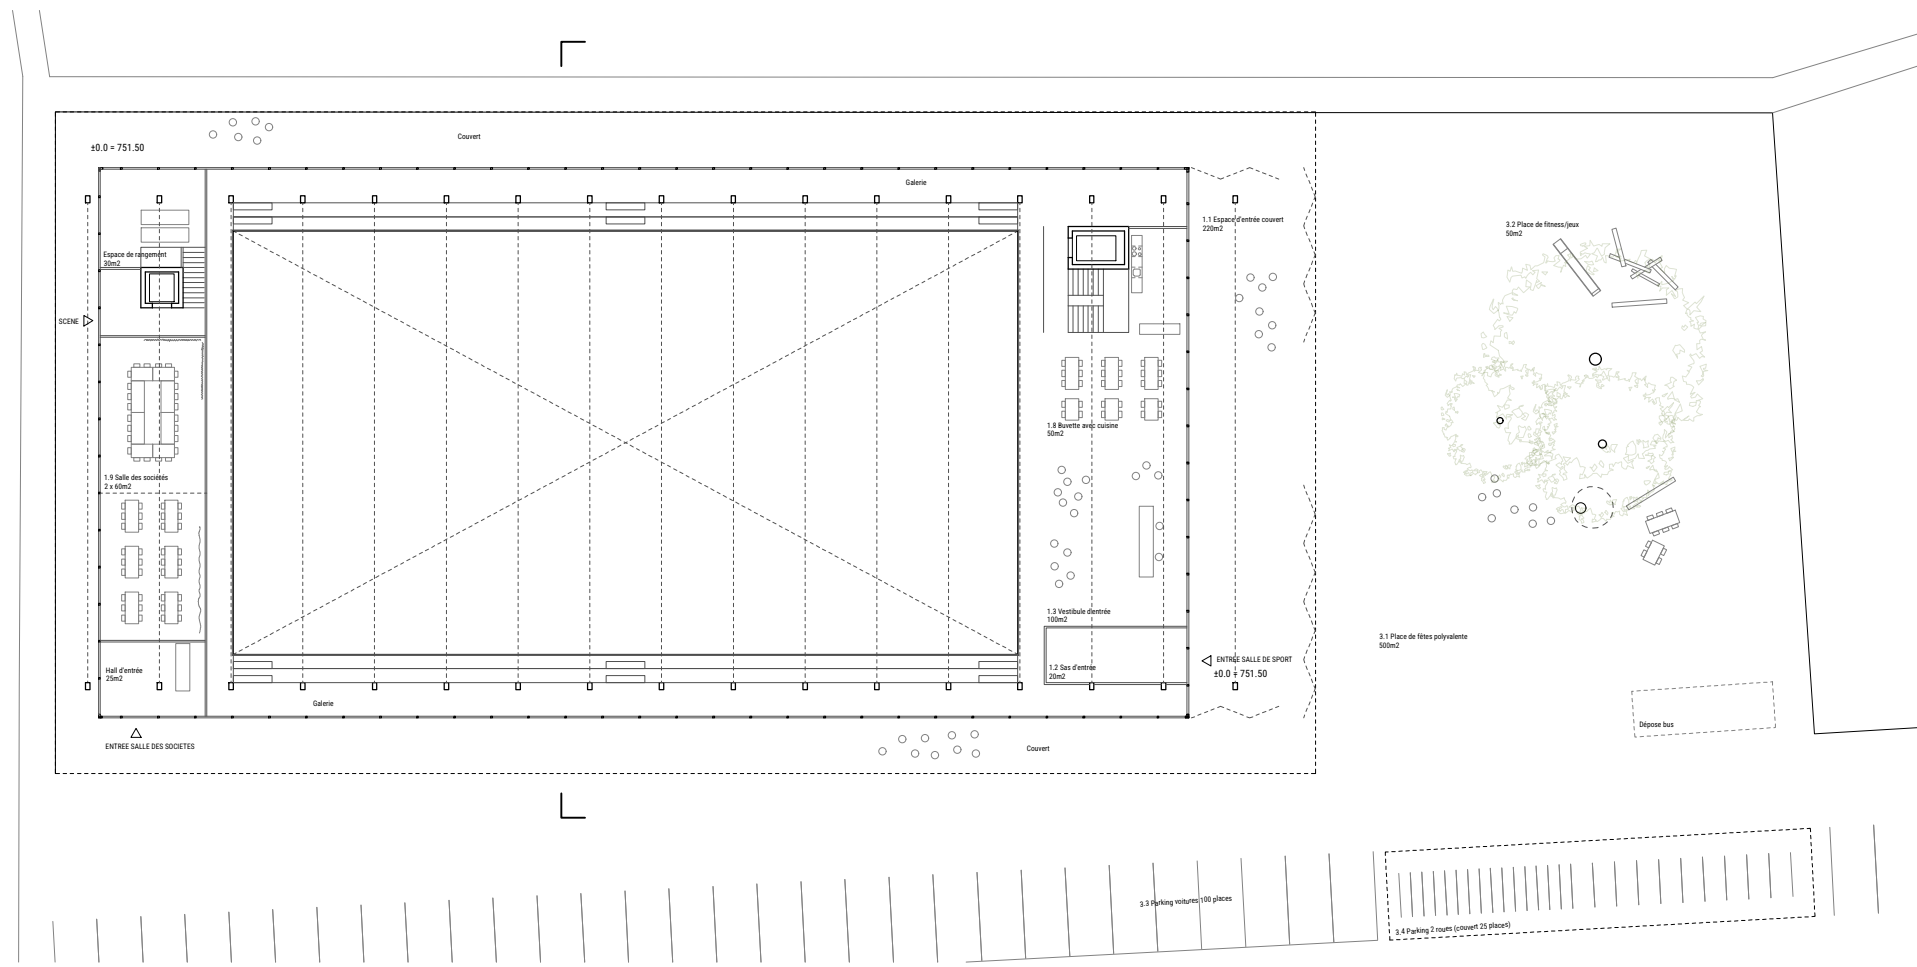 Couvert
±0.0 = 751.50
Galerie
1.1 Espace d'entrée couvert
220m2
3.2 Place de fitness/jeux
50m2
Espace de rangement
30m2
SCENE
1.8 Buvette avec cuisine
50m2
1.9 Salle des sociétés
2 x 60m2
1.3 Vestibule d'entrée
100m2
3.1 Place de fêtes polyvalente
500m2
Hall d'entrée
25m2
1.2 Sas d'entrée
20m2
ENTREE SALLE DE SPORT
±0.0 = 751.50
Galerie
Dépose bus
ENTREE SALLE DES SOCIETES
Couvert
3.3 Parking voitures 100 places
3.4 Parking 2 roues (couvert 25 places)